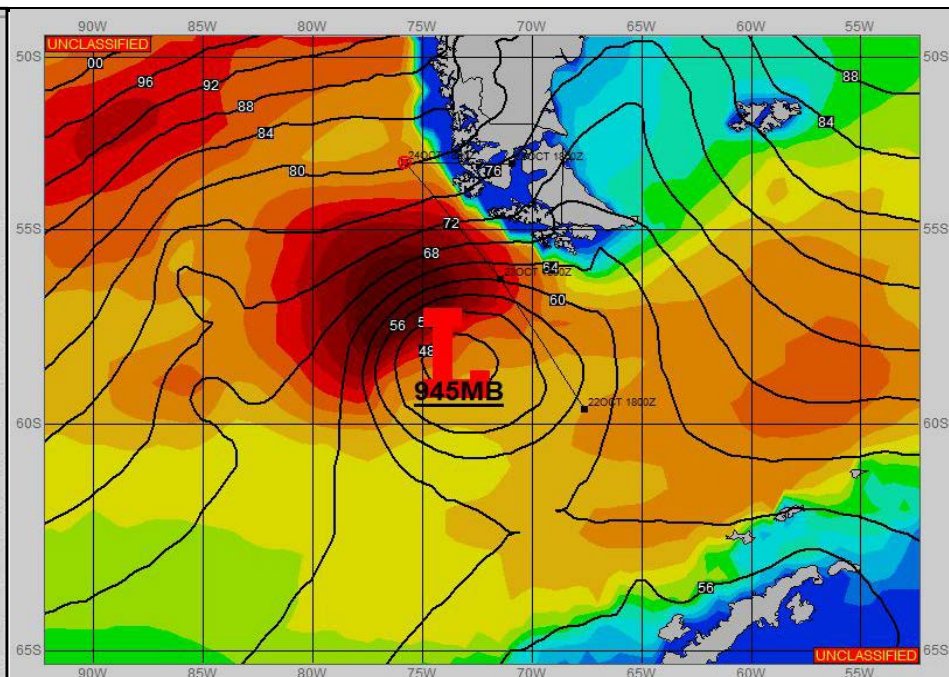 90W 85W 80W 75W 70W 65W 60W 55W
UNCLASSIFIED
50S 50S
00
96 92 88
88
84 84
80
24OCT 1800Z
76
72
55S 55S
68
64
60
56
48
945MB
22OCT 1800Z
60S 60S
56
UNCLASSIFIED
65S 65S
90W 85W 80W 75W 70W 65W 60W 55W